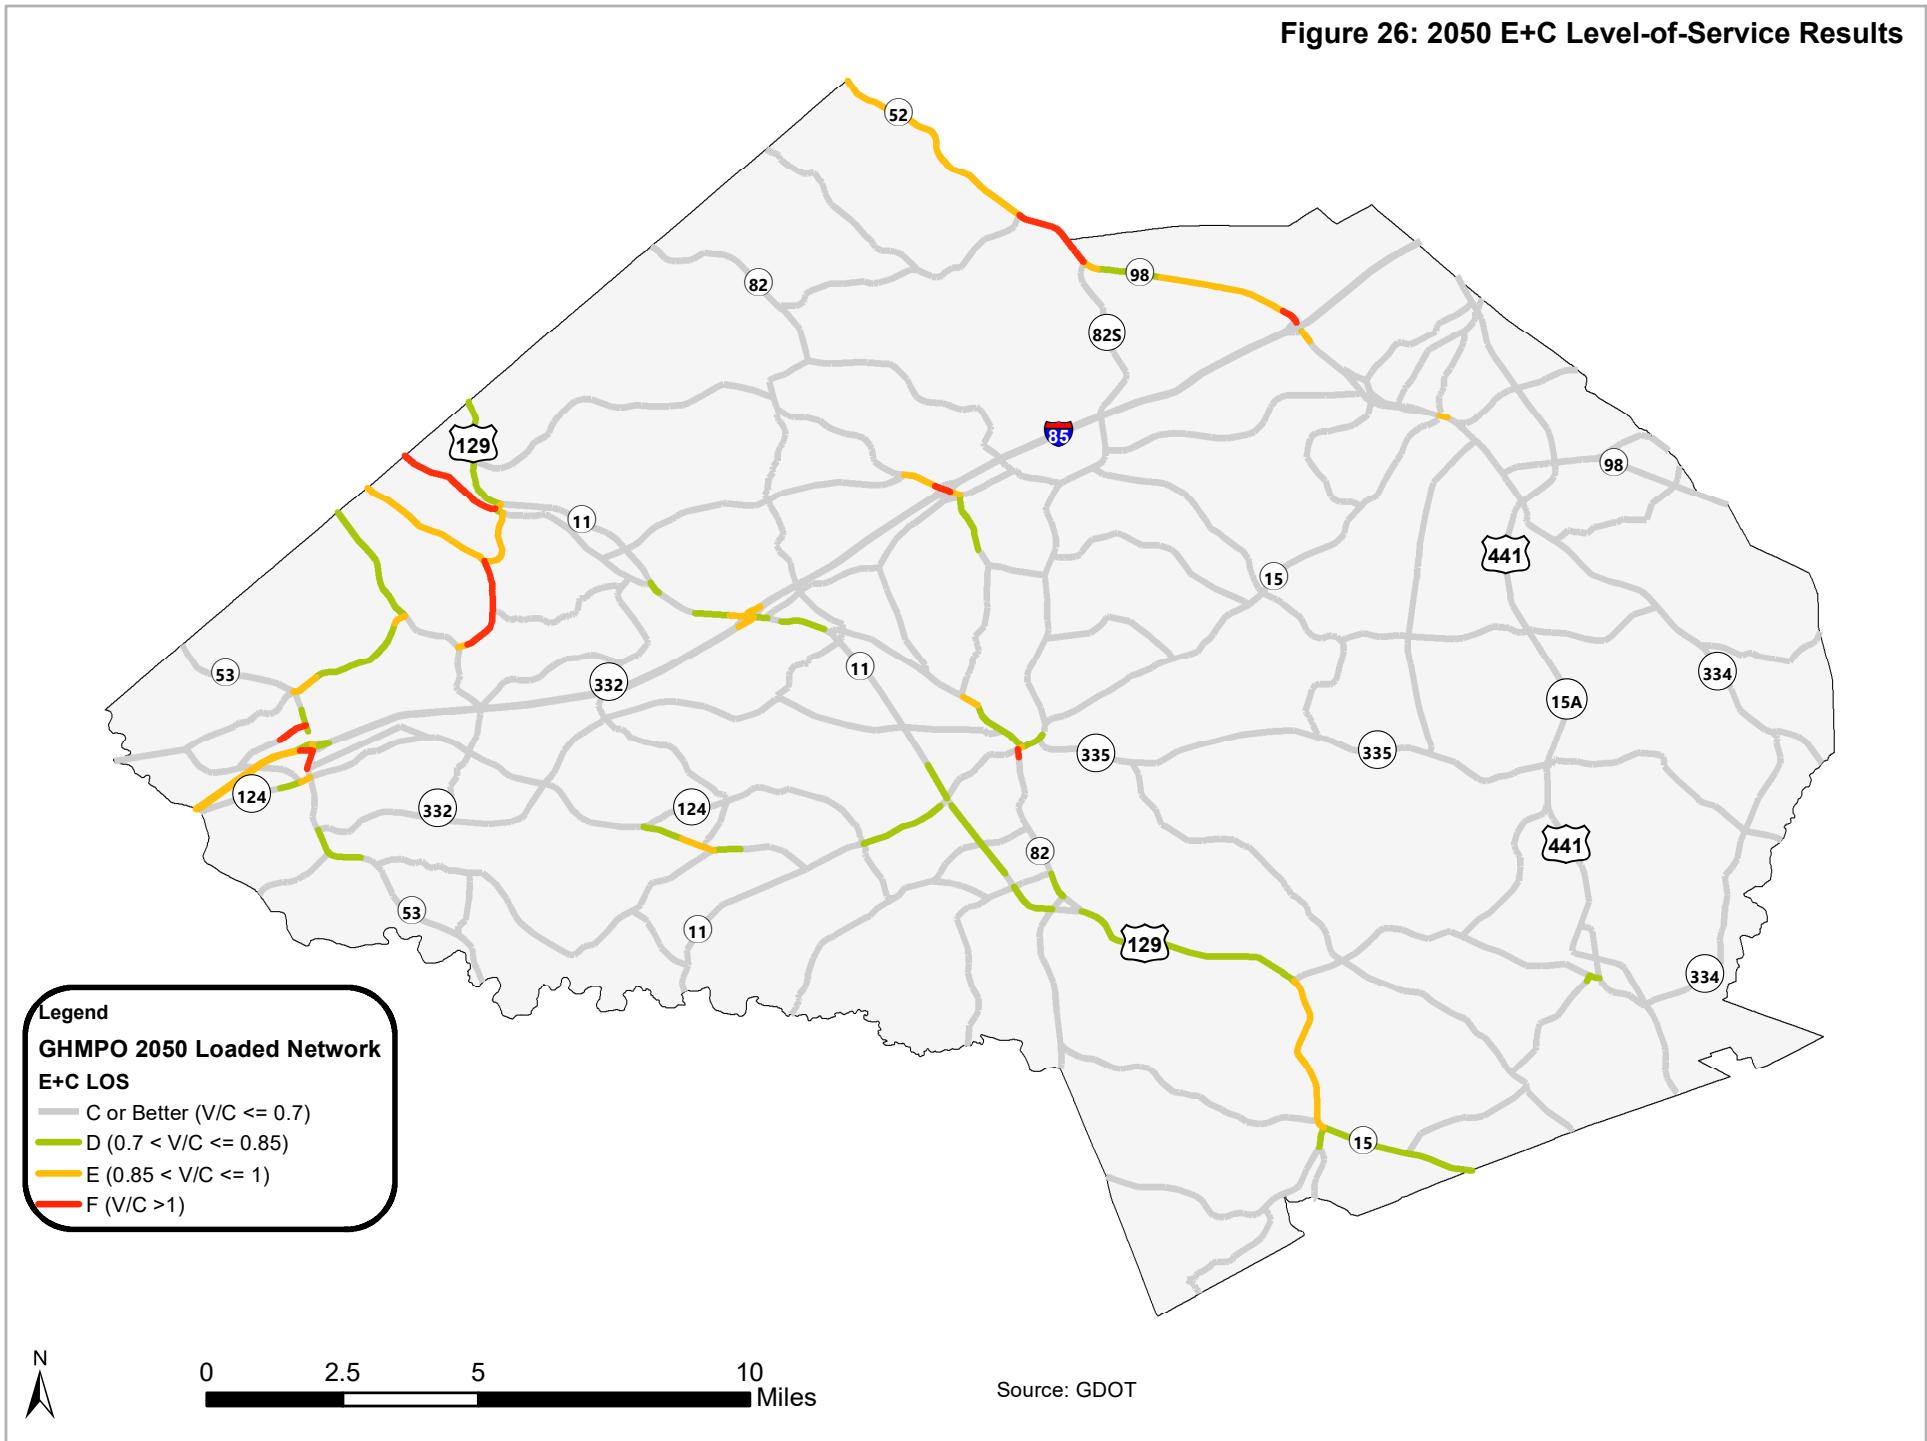 Figure 26: 2050 E+C Level-of-Service Results
52
98
82
82S
129
85
98
11
441
15
53
332
11
334
15A
335
335
124
332
124
82
441
53
11
129
334
15
Legend
GHMPO 2050 Loaded Network
E+C LOS
C or Better (V/C <= 0.7)
D (0.7 < V/C <= 0.85)
E (0.85 < V/C <= 1)
F (V/C >1)
N
0 2.5 5 10
Miles
Source: GDOT